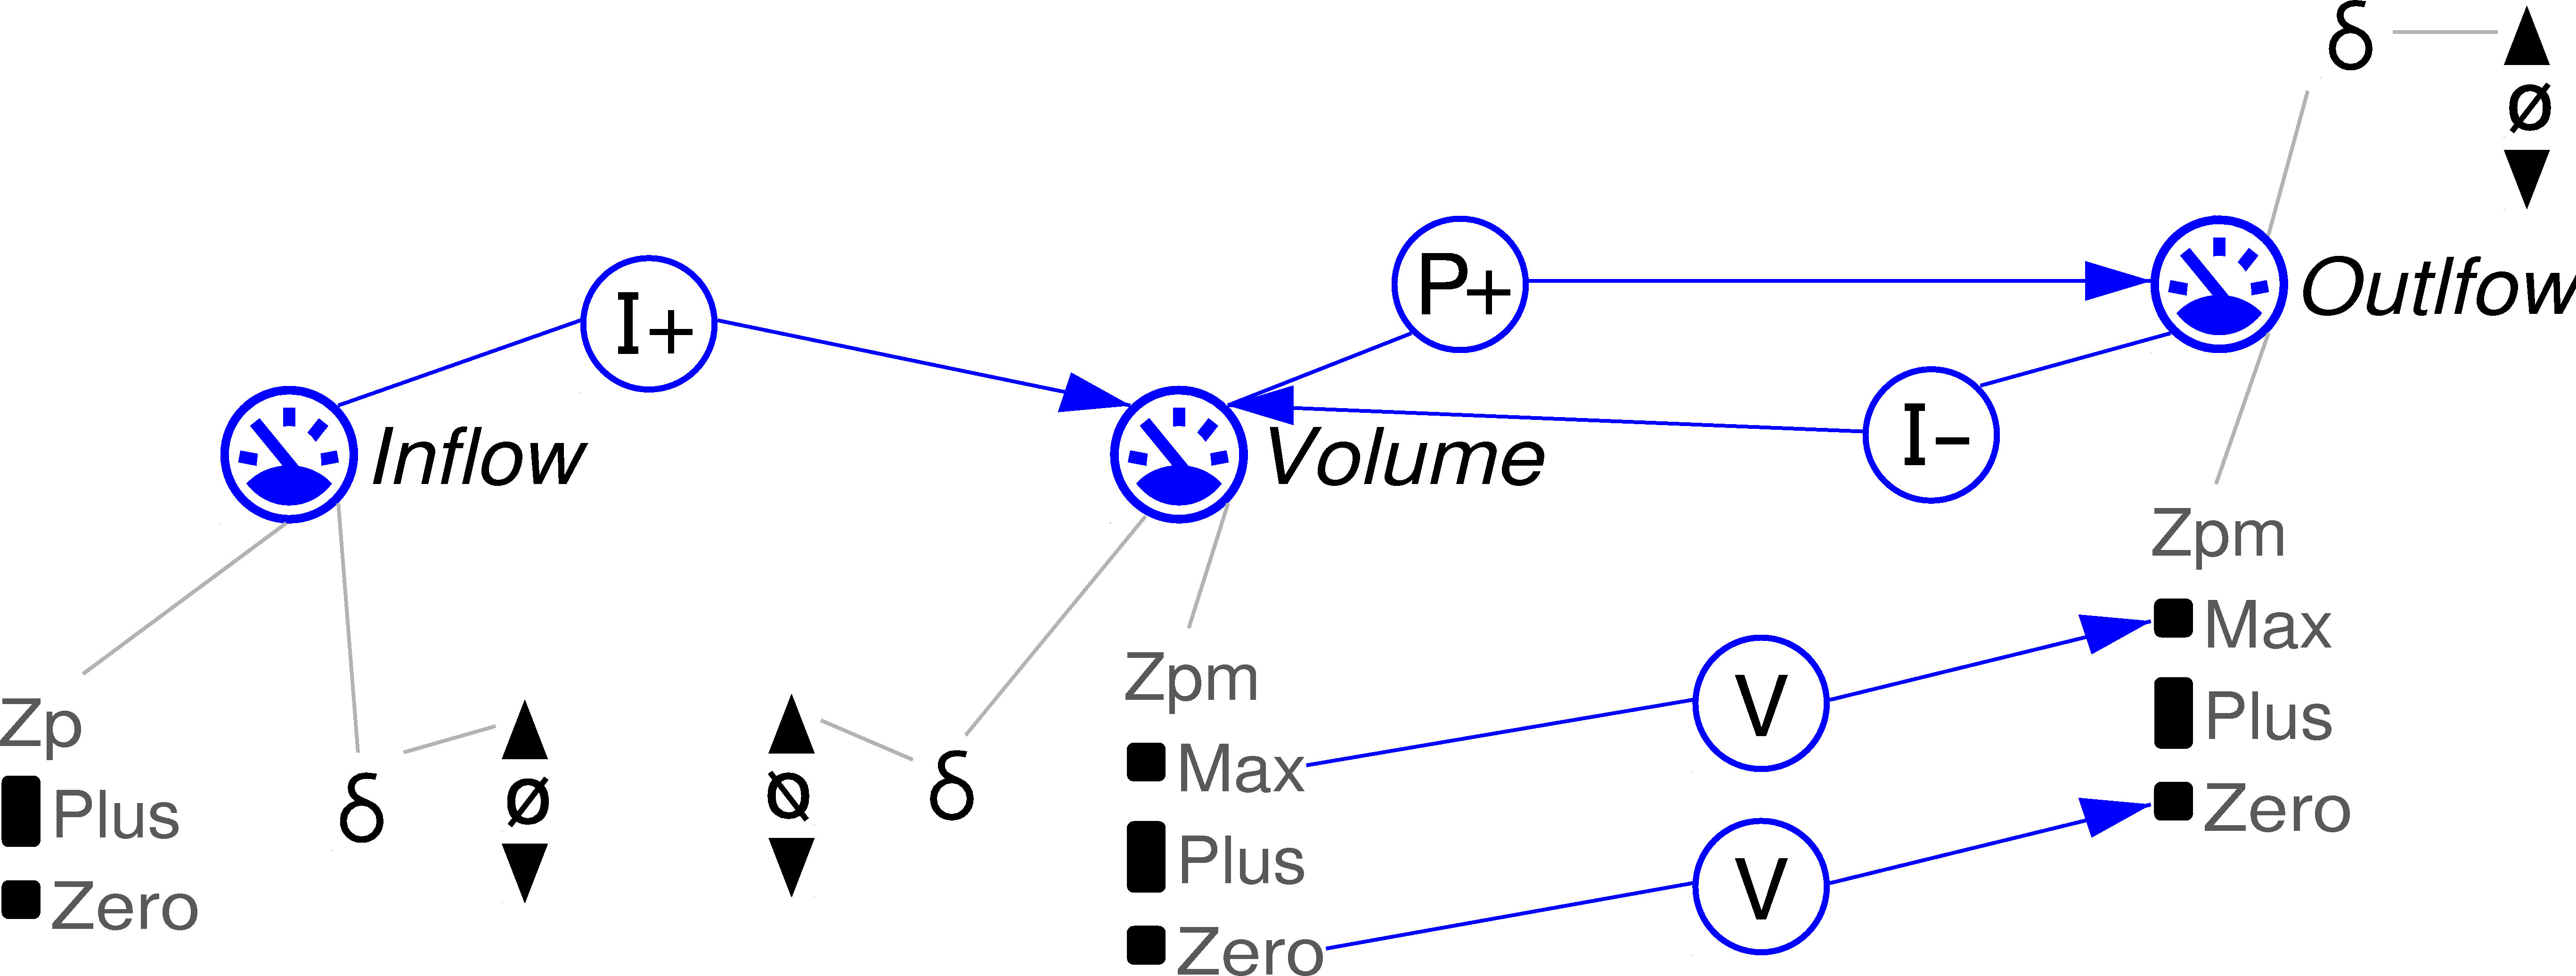 δ
ø
P+
I+
Outlfow
I−
Inflow
Volume
Zpm
Max
Plus
Zero
V
V
Zpm
Max
Plus
Zero
δ
ø
Zp
Plus
Zero
δ
ø